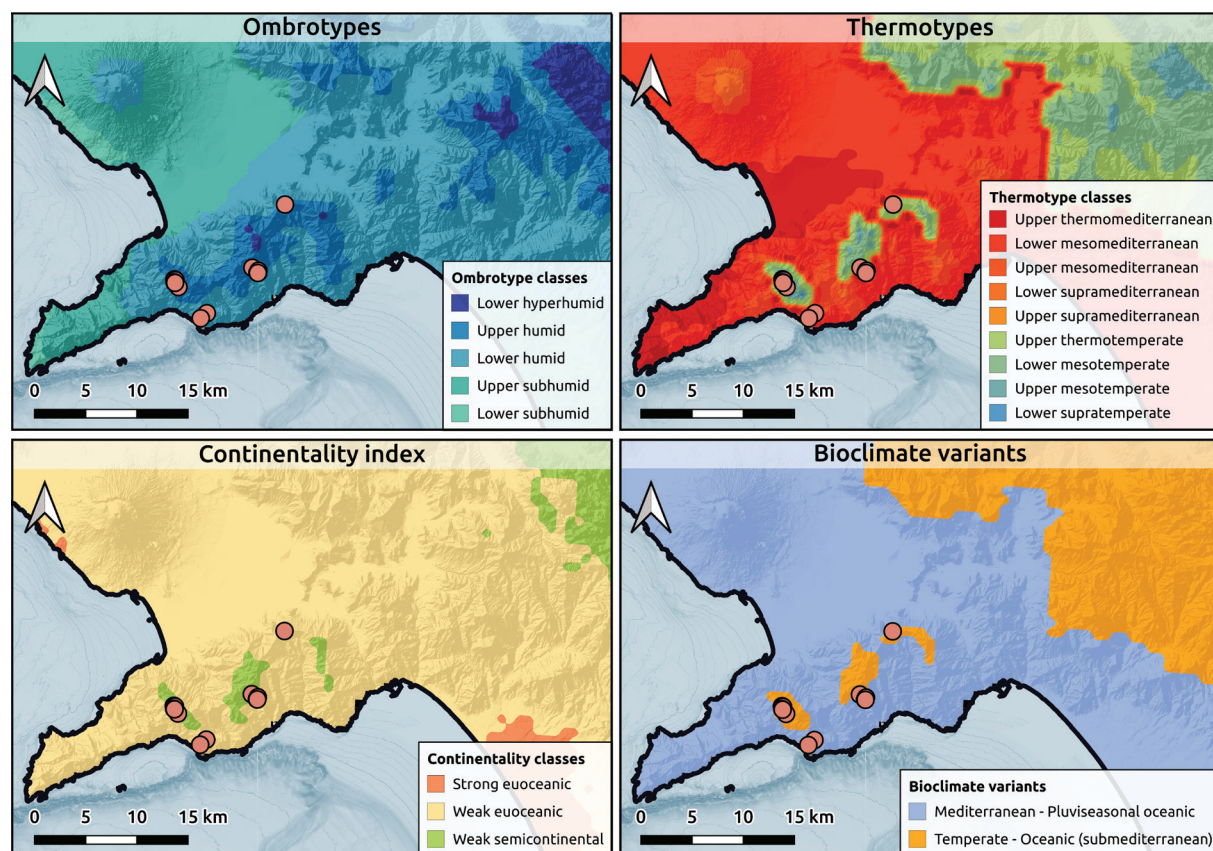 Ombrotypes
Ombrotype classes
Lower hyperhumid
Upper humid
Lower humid
Upper subhumid
Lower subhumid
0 5 10 15 km
Thermotypes
Thermotype classes
Upper thermomediterranean
Lower mesomediterranean
Upper mesomediterranean
Lower supramediterranean
Upper supramediterranean
Upper thermotemperate
Lower mesotemperate
Upper mesotemperate
Lower supratemperate
0 5 10 15 km
Continentality index
Continentality classes
Strong euoceanic
Weak euoceanic
Weak semicontinental
0 5 10 15 km
Bioclimate variants
Bioclimate variants
Mediterranean - Pluviseasonal oceanic
Temperate - Oceanic (submediterranean)
0 5 10 15 km